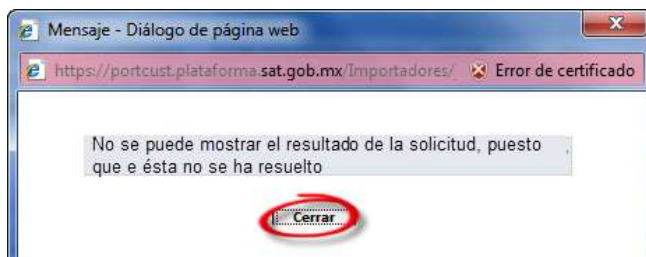 Mensaje - Diálogo de página web
https://portcust.plataforma.sat.gob.mx/Importadores/ Error de certificado
No se puede mostrar el resultado de la solicitud, puesto
que e ésta no se ha resuelto
Cerrar